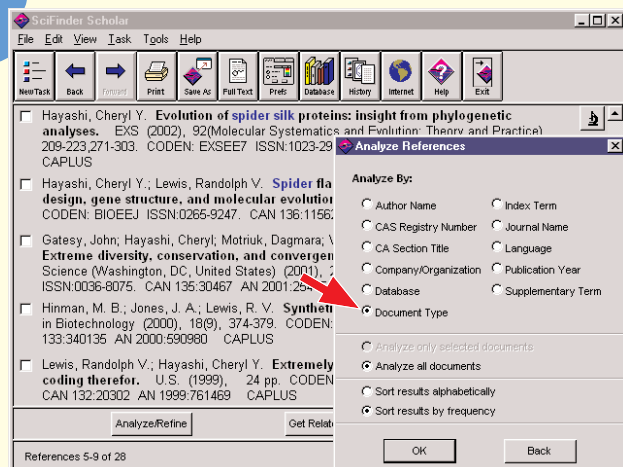 SciFinder Scholar
File Edit View Task Tools Help
New Task Back Forward Print Save As Full Text Prefs Database History Internet Help Exit
Hayashi, Cheryl Y. Evolution of spider silk proteins: insight from phylogenetic
analyses. EXS (2002), 92(Molecular Systematics and Evolution: Theory and Practice)
209-223,271-303. CODEN: EXSEE7 ISSN:1023-29
CAPLUS
Hayashi, Cheryl Y.; Lewis, Randolph V. Spider fla
design, gene structure, and molecular evolution
CODEN: BIOEEJ ISSN:0265-9247. CAN 136:1156
Gatesy, John; Hayashi, Cheryl; Motriuk, Dagmara;
Extreme diversity, conservation, and convergen
Science (Washington, DC, United States) (2001),
ISSN:0036-8075. CAN 135:30467 AN 2001:254
Hinman, M. B.; Jones, J. A.; Lewis, R. V. Synthet
in Biotechnology (2000), 18(9), 374-379. CODEN:
133:340135 AN 2000:590980 CAPLUS
Lewis, Randolph V.; Hayashi, Cheryl Y. Extremely
coding therefor. U.S. (1999), 24 pp. CODEN
CAN 132:20302 AN 1999:761469 CAPLUS
Analyze/Refine Get Relat
References 5-9 of 28
Analyze References
Analyze By:
Author Name Index Term
CAS Registry Number Journal Name
CA Section Title Language
Company/Organization Publication Year
Database Supplementary Term
Document Type
Analyze only selected documents
Analyze all documents
Sort results alphabetically
Sort results by frequency
OK Back